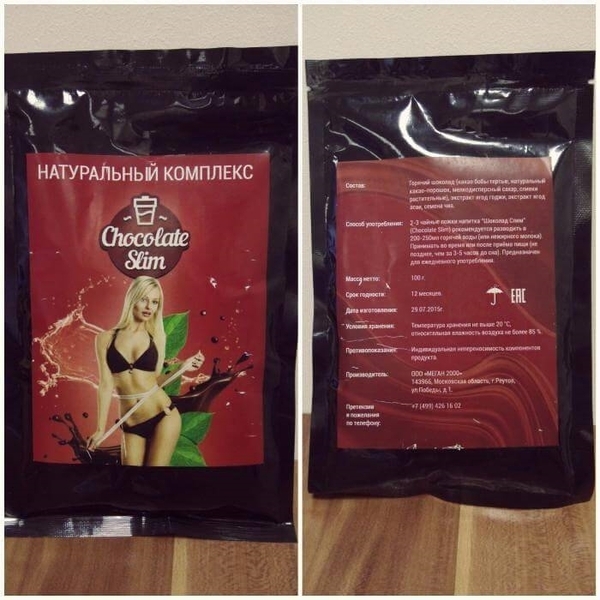 НАТУРАЛЬНЫЙ КОМПЛЕКС
Chocolate
Slim
Состав:
Горячий шоколад (какао бобы тертые, натуральный
какао-порошок, мелкодисперсный сахар, сливки
растительные), экстракт ягод годжи, экстракт ягод
асаи, семена чиа.
Способ употребления:
2-3 чайные ложки напитка "Шоколад Слим"
(Chocolate Slim) рекомендуется разводить в
200-250мл горячей воды (или нежирного молока)
Принимать во время или после приёма пищи (не
позднее, чем за 3-5 часов до сна). Предназначен
для ежедневного употребления.
Масса нетто:
100 г.
Срок годности:
12 месяцев.
EAC
Дата изготовления:
29.07.2015г.
Условия хранения:
Температура хранения не выше 20 °C,
относительная влажность воздуха не более 85 %.
Противопоказания:
Индивидуальная непереносимость компонентов
продукта.
Производитель:
ООО «МЕГАН 2000»
143966, Московская область, г.Реутов,
ул.Победы, д.1.
Претензии
и пожелания
по телефону:
+7 (499) 426 16 02